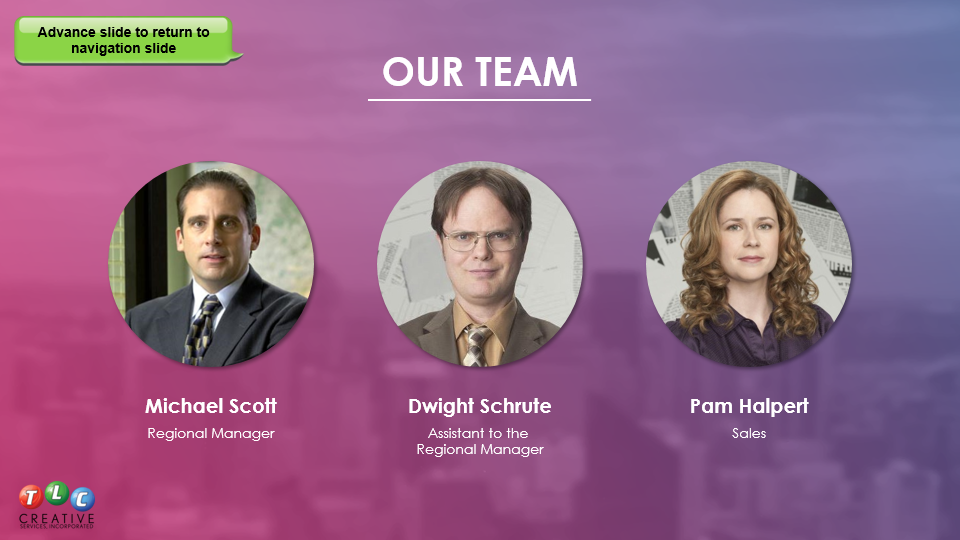 Advance slide to return to
navigation slide
OUR TEAM
Michael Scott
Regional Manager
Dwight Schrute
Assistant to the
Regional Manager
Pam Halpert
Sales
TLC
CREATIVE
SERVICES, INCORPORATED